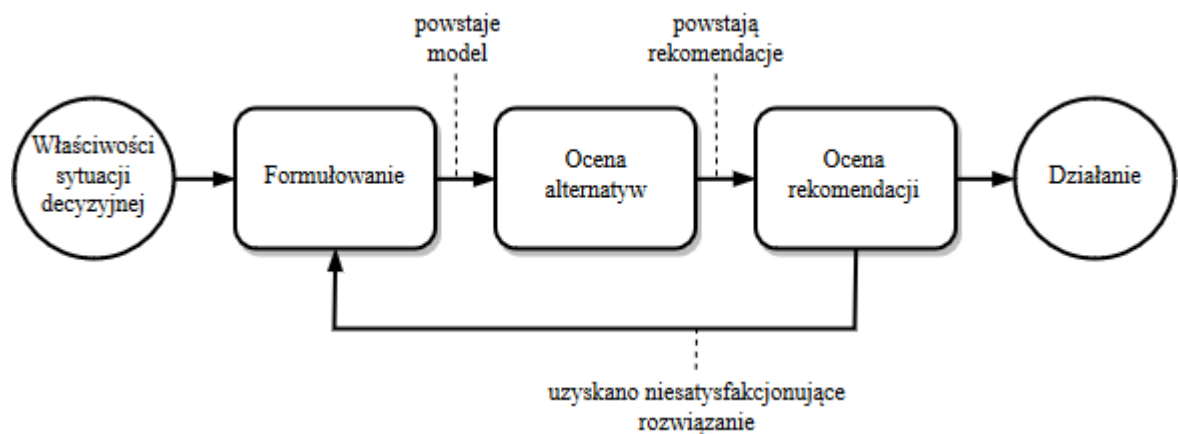 powstaje
model
powstają
rekomendacje
Właściwości
sytuacji
decyzyjnej
Formułowanie
Ocena
alternatyw
Ocena
rekomendacji
Działanie
uzyskano niesatysfakcjonujące
rozwiązanie